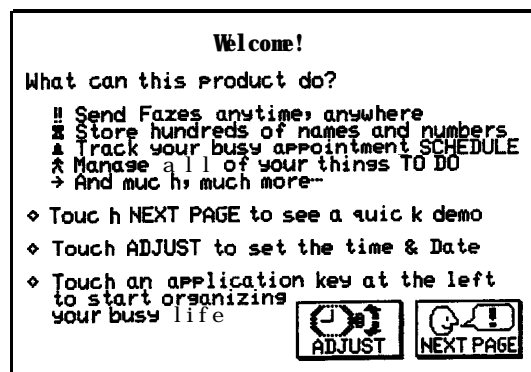 Welcome!
What can this product do?
‼ Send Faxes anytime, anywhere
Store hundreds of names and numbers
Track your busy appointment SCHEDULE
Manage all of your things TO DO
→ And much, much more…
◇ Touch NEXT PAGE to see a quick demo
◇ Touch ADJUST to set the time & Date
◇ Touch an application key at the left
to start organizing
your busy life
ADJUST
NEXT PAGE